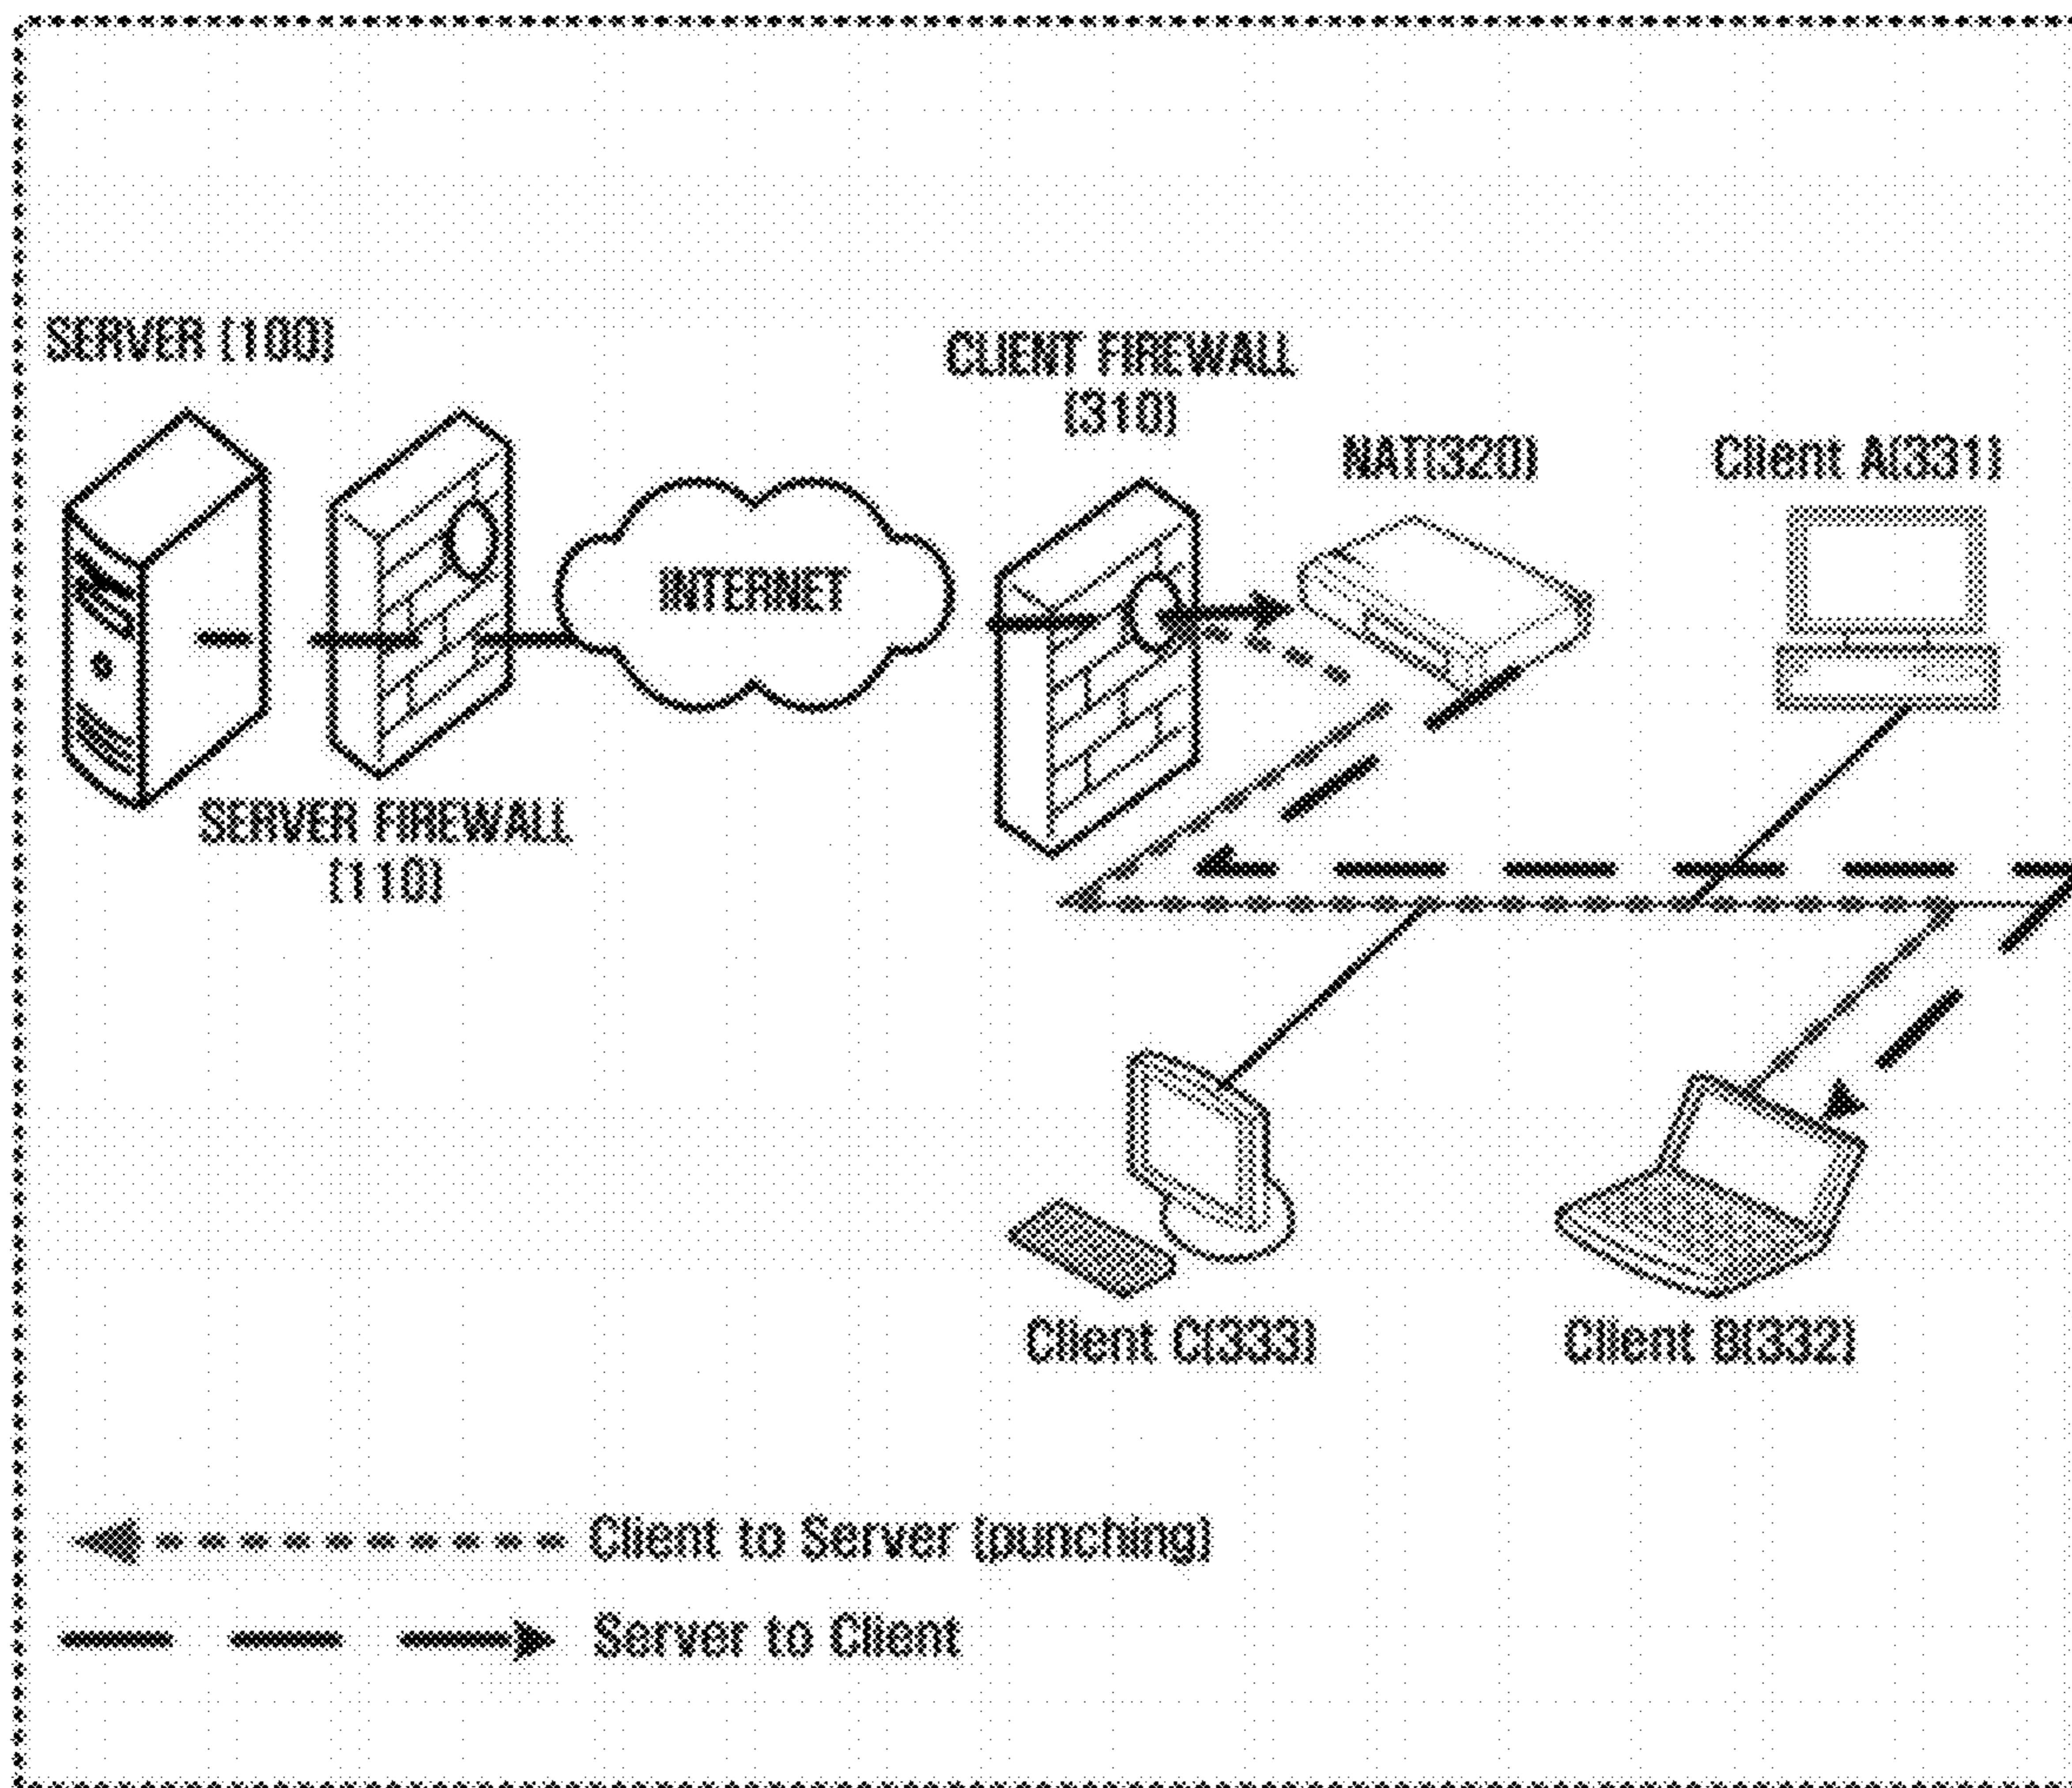 SERVER (100)
CLIENT FIREWALL
(310)
NAT(320)
Client A(331)
INTERNET
SERVER FIREWALL
(110)
Client C(333)
Client B(332)
Client to Server (punching)
Server to Client